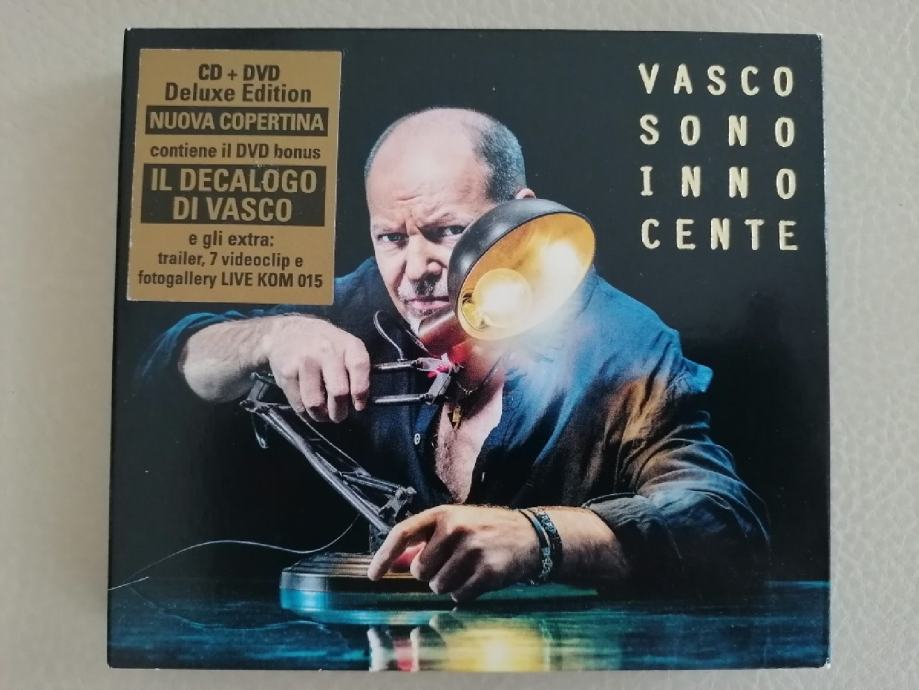 CD + DVD
Deluxe Edition
NUOVA COPERTINA
contiene il DVD bonus
IL DECALOGO
DI VASCO
e gli extra:
trailer, 7 videoclip e
fotogallery LIVE KOM 015
VASCO
SONO
INNO
CENTE